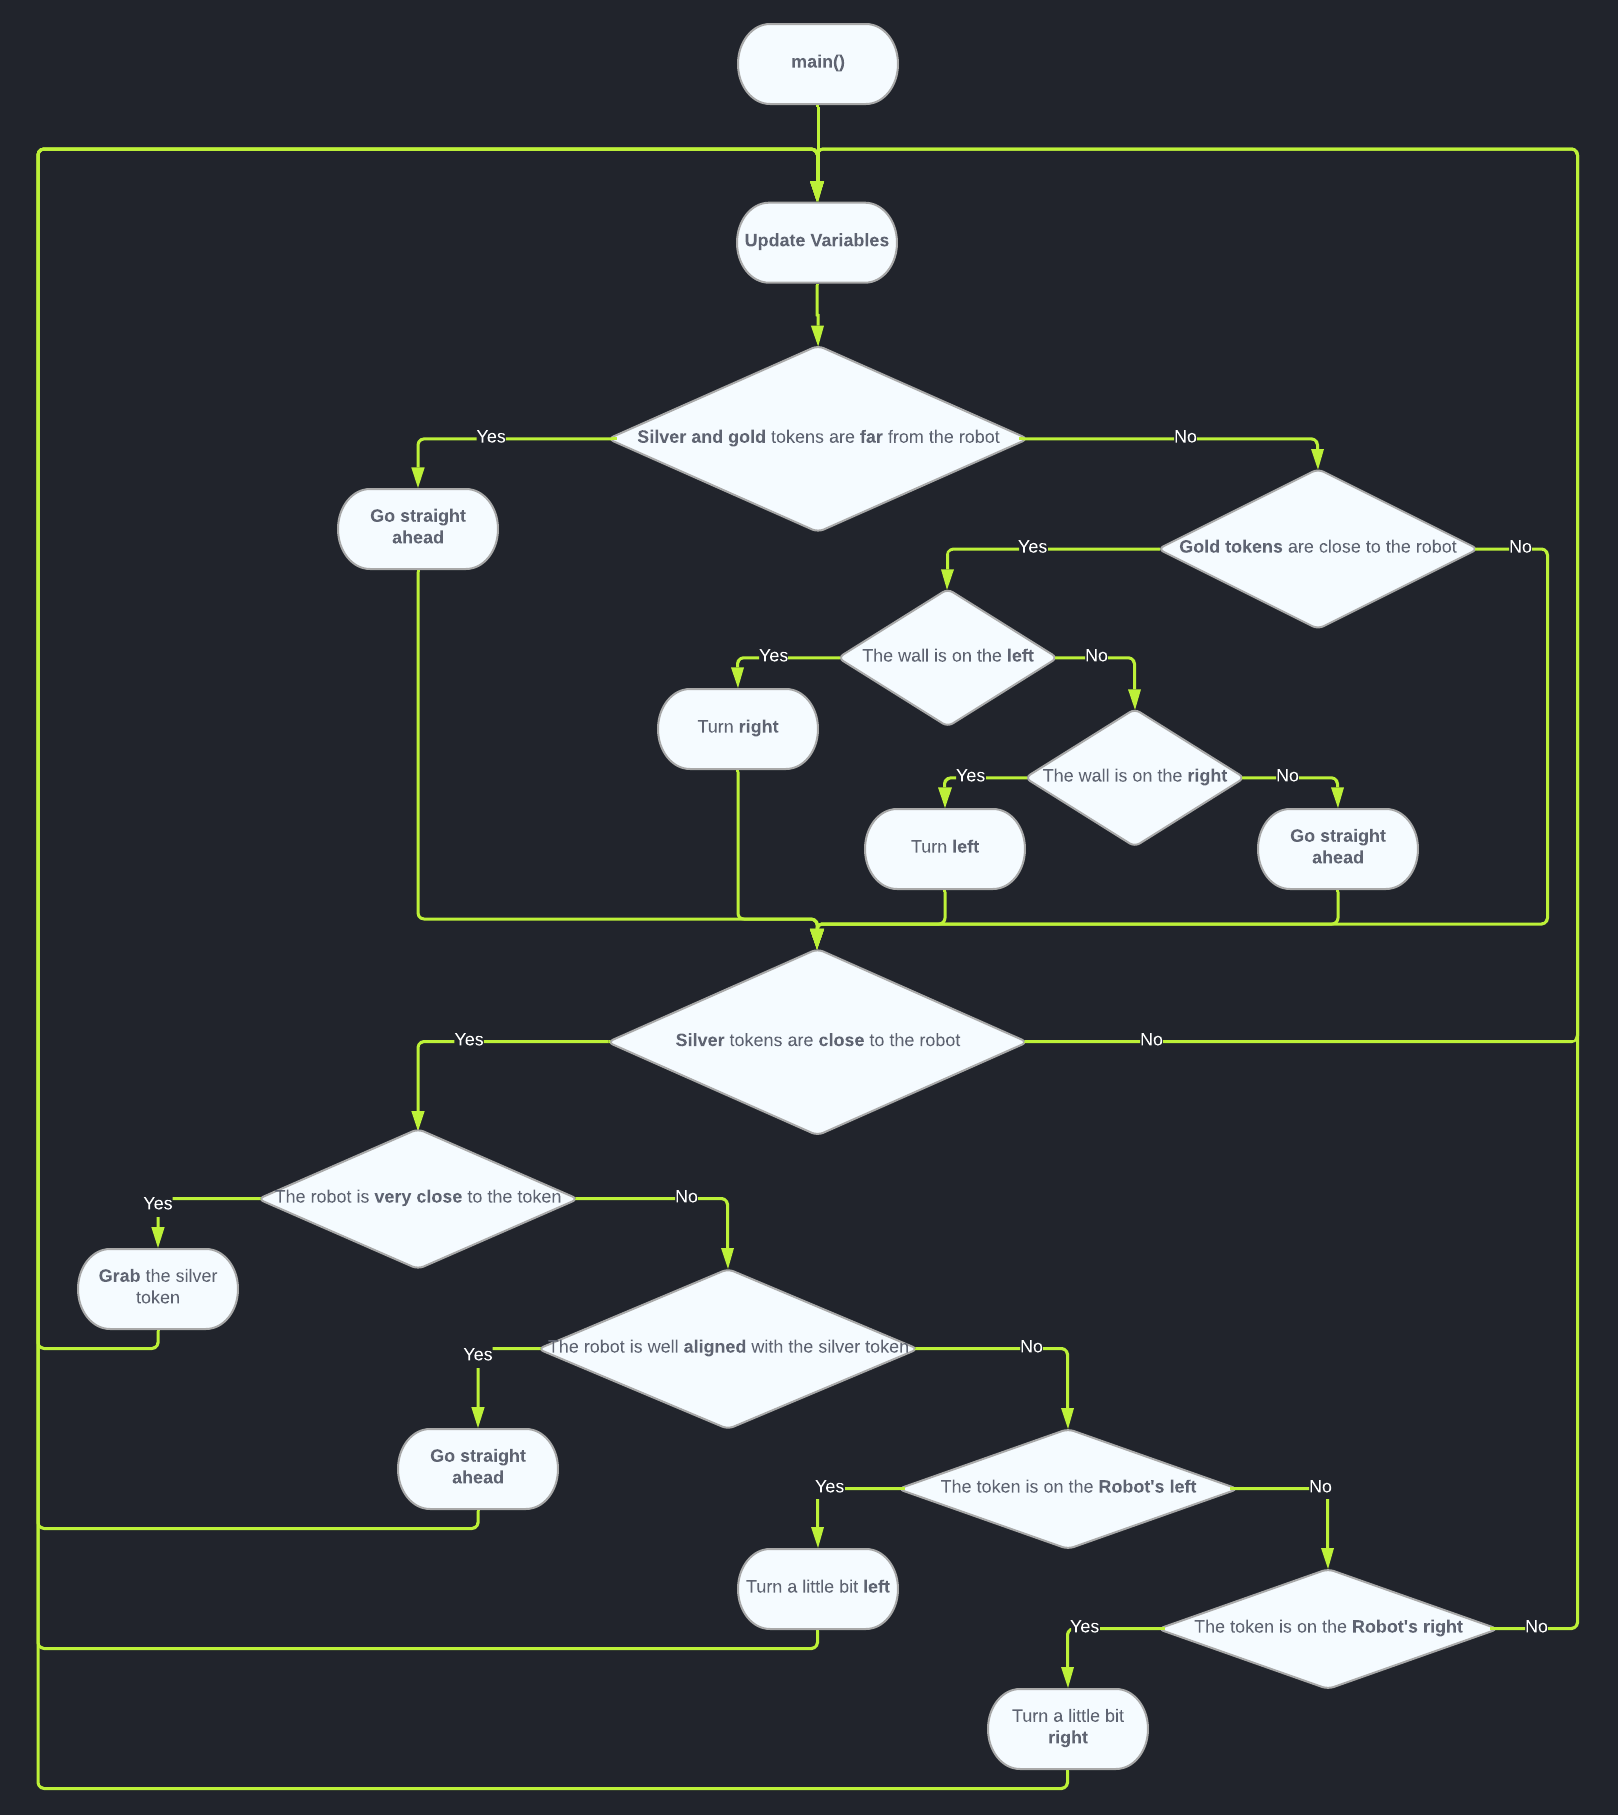 main()
Update Variables
Silver and gold tokens are far from the robot
Yes
No
Go straight
ahead
Gold tokens are close to the robot
Yes
No
The wall is on the left
Yes
No
Turn right
The wall is on the right
Yes
No
Turn left
Go straight
ahead
Silver tokens are close to the robot
Yes
No
The robot is very close to the token
Yes
No
Grab the silver
token
The robot is well aligned with the silver token
Yes
No
Go straight
ahead
The token is on the Robot's left
Yes
No
Turn a little bit left
The token is on the Robot's right
Yes
No
Turn a little bit
right